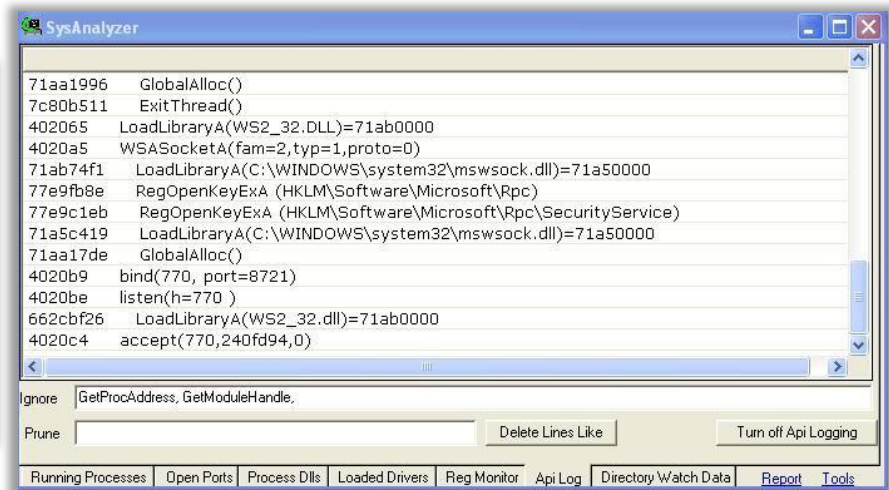 SysAnalyzer
71aa1996 GlobalAlloc()
7c80b511 ExitThread()
402065 LoadLibraryA(WS2_32.DLL)=71ab0000
4020a5 WSASocketA(fam=2,typ=1,proto=0)
71ab74f1 LoadLibraryA(C:\WINDOWS\system32\mswsock.dll)=71a50000
77e9fb8e RegOpenKeyExA (HKLM\Software\Microsoft\Rpc)
77e9c1eb RegOpenKeyExA (HKLM\Software\Microsoft\Rpc\SecurityService)
71a5c419 LoadLibraryA(C:\WINDOWS\system32\mswsock.dll)=71a50000
71aa17de GlobalAlloc()
4020b9 bind(770, port=8721)
4020be listen(h=770 )
662cbf26 LoadLibraryA(WS2_32.dll)=71ab0000
4020c4 accept(770,240fd94,0)
Ignore GetProcAddress, GetModuleHandle,
Prune Delete Lines Like Turn off Api Logging
Running Processes Open Ports Process Dlls Loaded Drivers Reg Monitor Api Log Directory Watch Data Report Tools